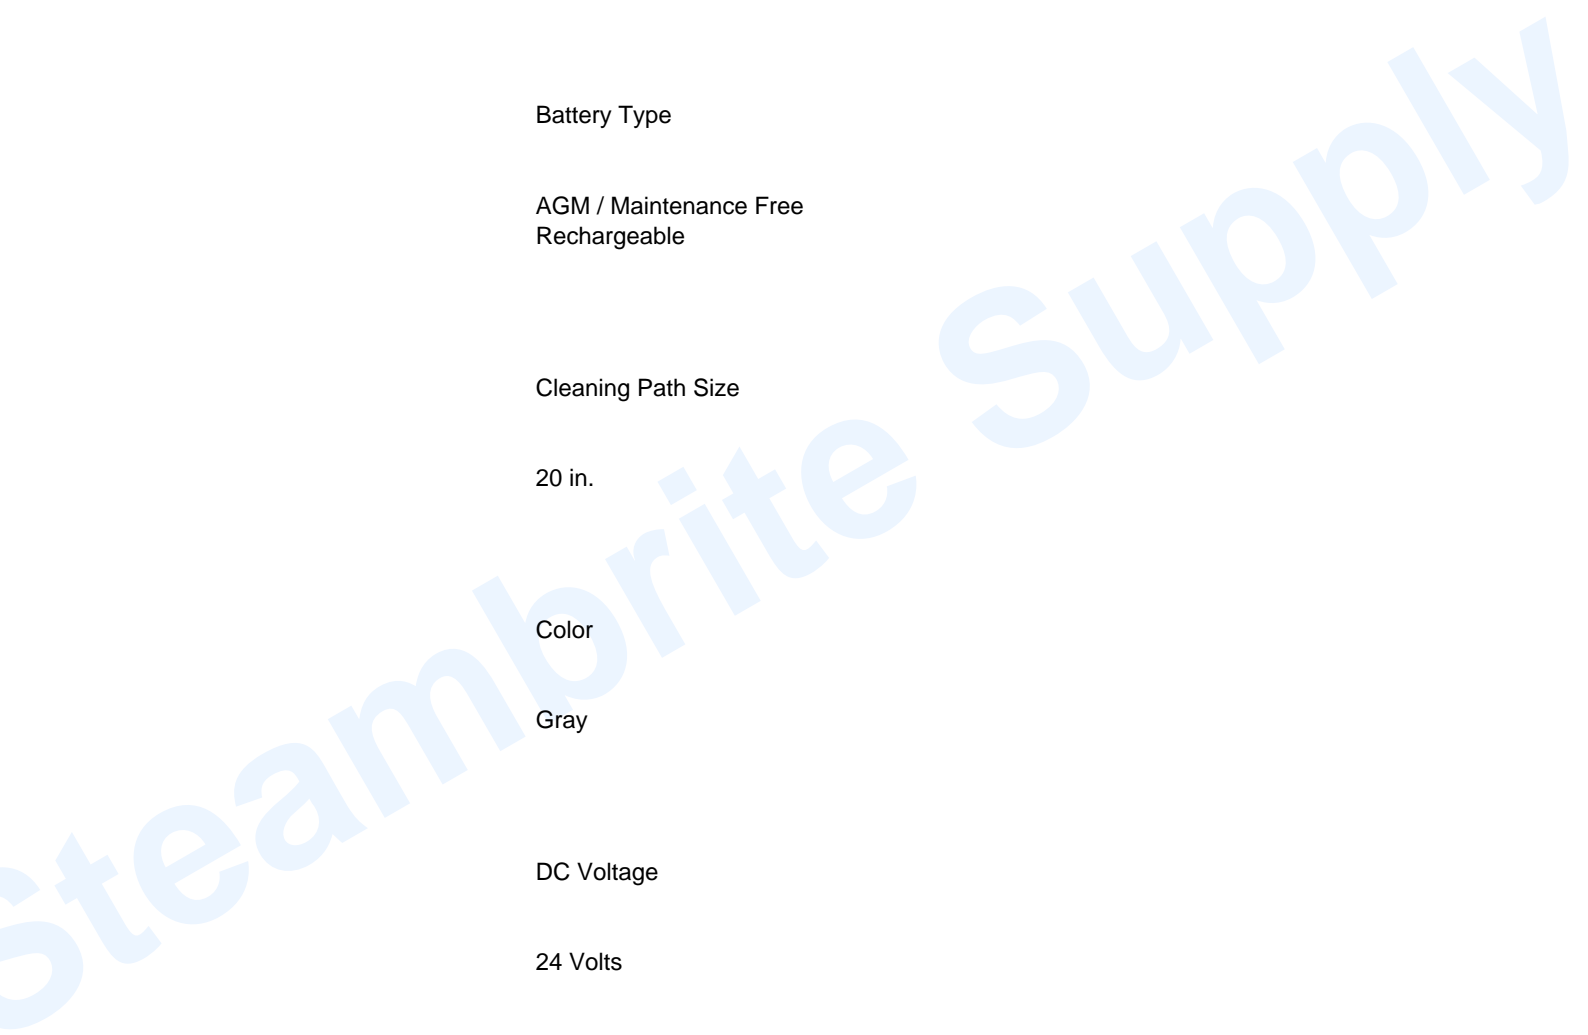 Battery Type
AGM / Maintenance Free
Rechargeable
Cleaning Path Size
20 in.
Color
Gray
DC Voltage
24 Volts
Steambrite Supply